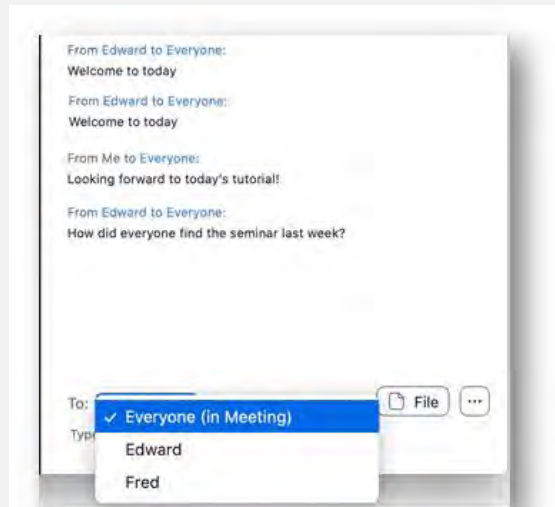 From Edward to Everyone:
Welcome to today
From Edward to Everyone:
Welcome to today
From Me to Everyone:
Looking forward to today's tutorial!
From Edward to Everyone:
How did everyone find the seminar last week?
To:
✓ Everyone (in Meeting)
File
...
Type
Edward
Fred